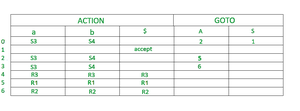 ACTION GOTO
a b $ A S
0 S3 S4 2 1
1 accept
2 S3 S4 5
3 S3 S4 6
4 R3 R3 R3
5 R1 R1 R1
6 R2 R2 R2